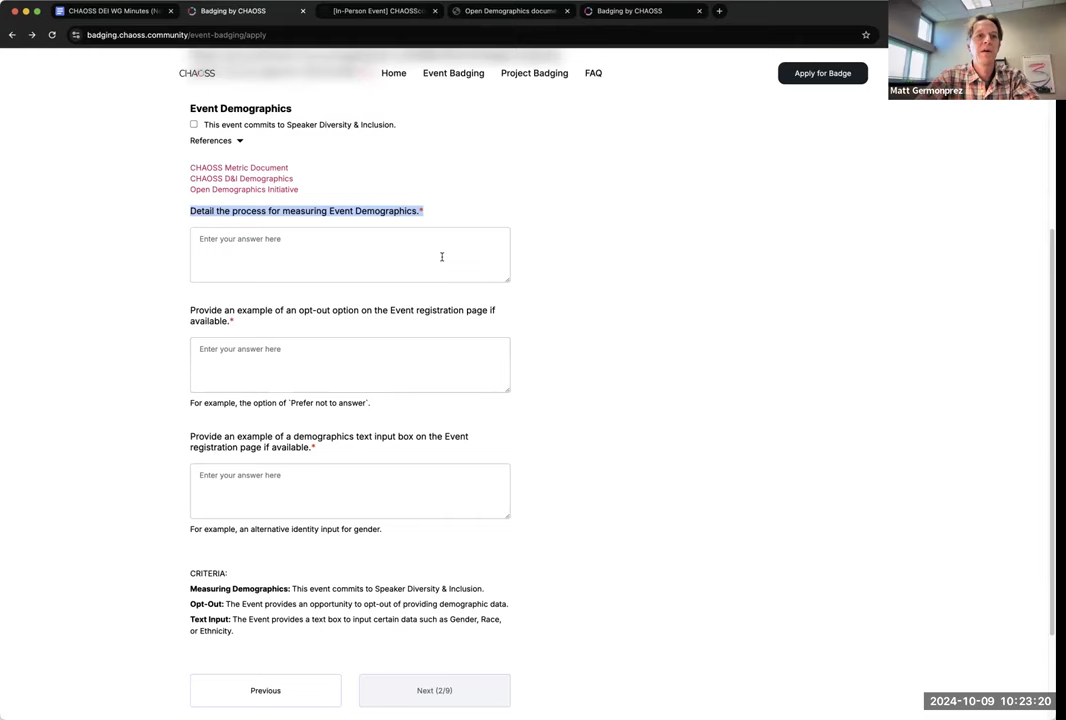 CHAOSS DEI WG Minutes (N
Badging by CHAOSS
[In-Person Event] CHAOSSc
Open Demographics docume
Badging by CHAOSS
badging.chaoss.community/event-badging/apply
CHAOSS
Home
Event Badging
Project Badging
FAQ
Apply for Badge
Matt Germonprez
Event Demographics
This event commits to Speaker Diversity & Inclusion.
References
CHAOSS Metric Document
CHAOSS D&I Demographics
Open Demographics Initiative
Detail the process for measuring Event Demographics.*
Enter your answer here
Provide an example of an opt-out option on the Event registration page if
available.*
Enter your answer here
For example, the option of `Prefer not to answer`.
Provide an example of a demographics text input box on the Event
registration page if available.*
Enter your answer here
For example, an alternative identity input for gender.
CRITERIA:
Measuring Demographics: This event commits to Speaker Diversity & Inclusion.
Opt-Out: The Event provides an opportunity to opt-out of providing demographic data.
Text Input: The Event provides a text box to input certain data such as Gender, Race,
or Ethnicity.
Previous
Next (2/9)
2024-10-09 10:23:20